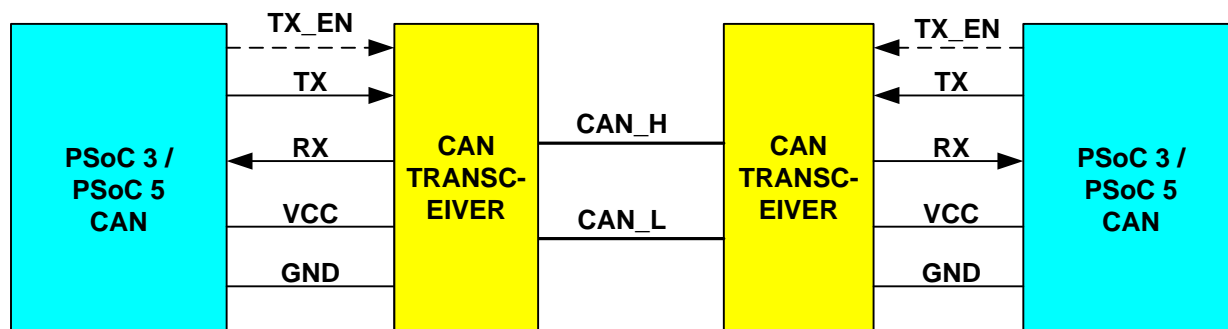 TX_EN
TX
RX
VCC
GND
PSoC 3 /
PSoC 5
CAN
CAN
TRANSC-
EIVER
CAN_H
CAN_L
CAN
TRANSC-
EIVER
TX_EN
TX
RX
VCC
GND
PSoC 3 /
PSoC 5
CAN